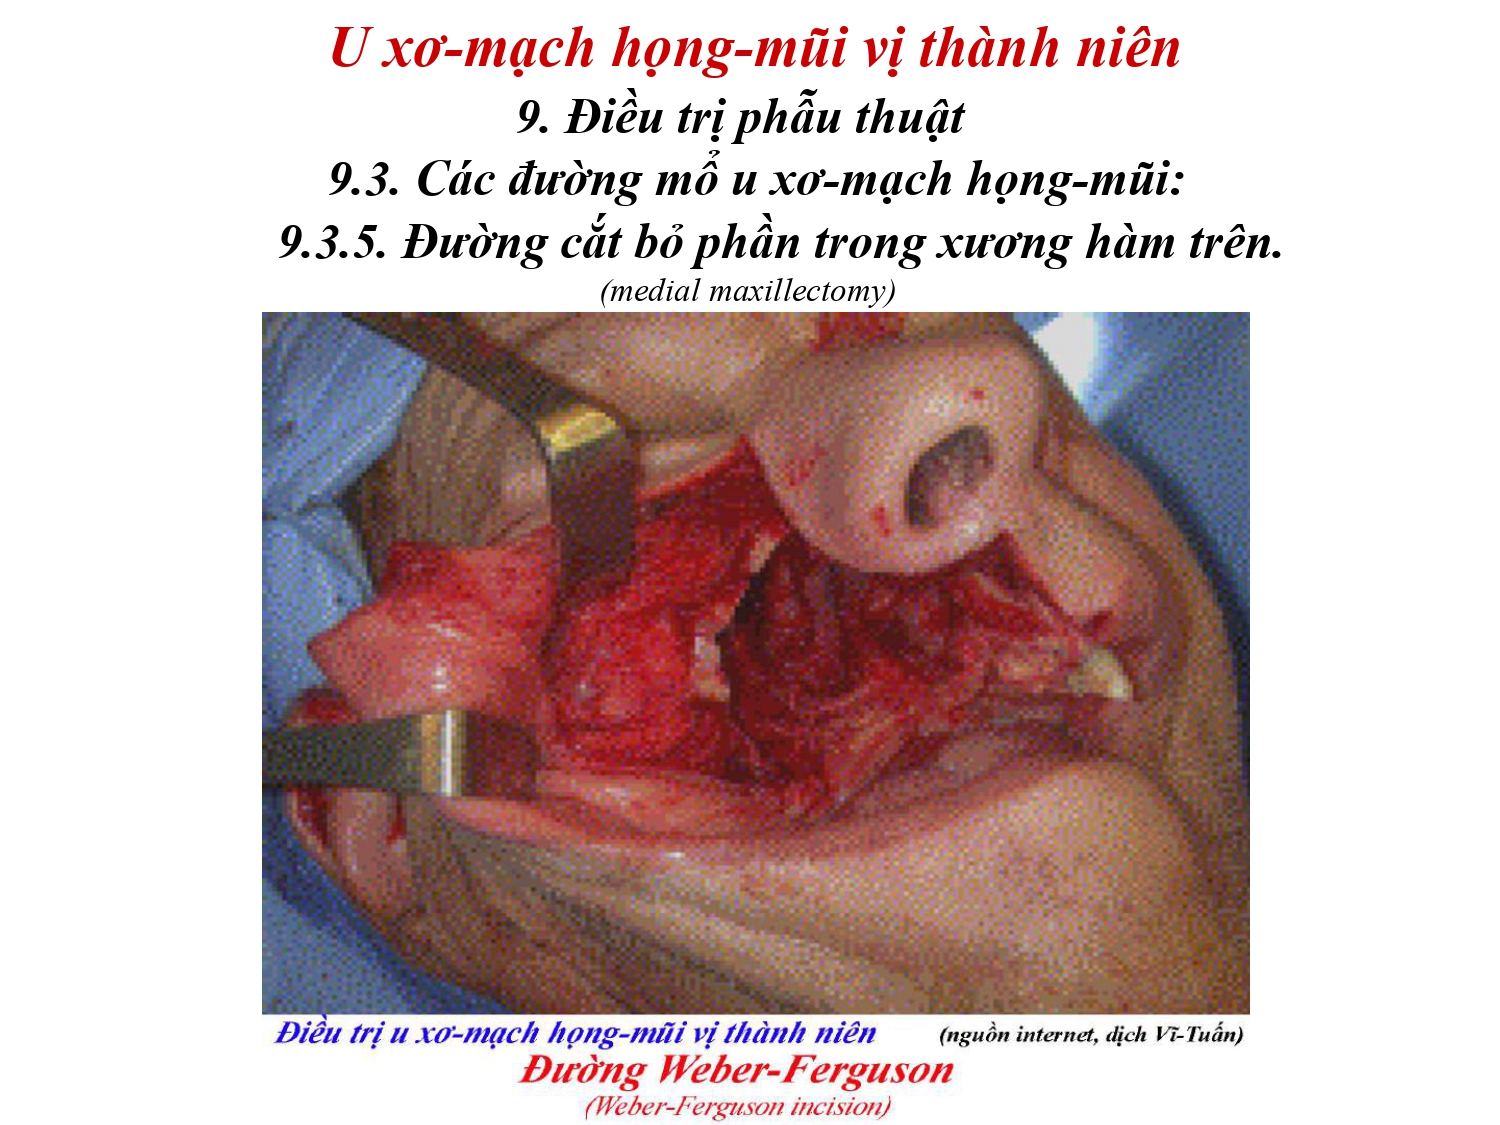 U xơ-mạch họng-mũi vị thành niên
9. Điều trị phẫu thuật
9.3. Các đường mổ u xơ-mạch họng-mũi:
9.3.5. Đường cắt bỏ phần trong xương hàm trên.
(medial maxillectomy)
Điều trị u xơ-mạch họng-mũi vị thành niên (nguồn internet, dịch Vĩ-Tuấn)
Đường Weber-Ferguson
(Weber-Ferguson incision)